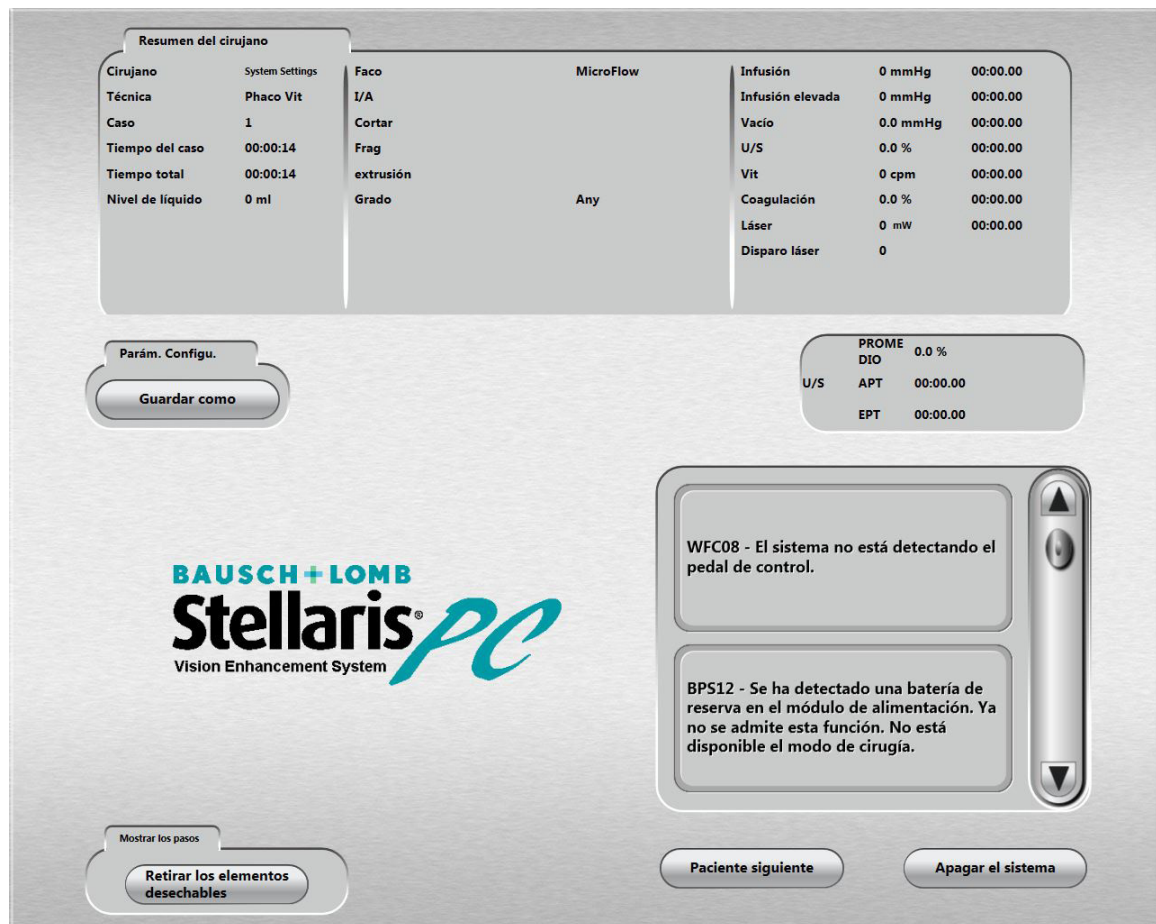 Resumen del cirujano
Cirujano System Settings
Técnica Phaco Vit
Caso 1
Tiempo del caso 00:00:14
Tiempo total 00:00:14
Nivel de líquido 0 ml
Faco MicroFlow
I/A
Cortar
Frag
extrusión
Grado Any
Infusión 0 mmHg 00:00.00
Infusión elevada 0 mmHg 00:00.00
Vacío 0.0 mmHg 00:00.00
U/S 0.0 % 00:00.00
Vit 0 cpm 00:00.00
Coagulación 0.0 % 00:00.00
Láser 0 mW 00:00.00
Disparo láser 0
Parám. Configu.
Guardar como
PROME
DIO 0.0 %
U/S APT 00:00.00
EPT 00:00.00
BAUSCH+LOMB
Stellaris® PC
Vision Enhancement System
WFC08 - El sistema no está detectando el
pedal de control.
BPS12 - Se ha detectado una batería de
reserva en el módulo de alimentación. Ya
no se admite esta función. No está
disponible el modo de cirugía.
Mostrar los pasos
Retirar los elementos
desechables
Paciente siguiente
Apagar el sistema